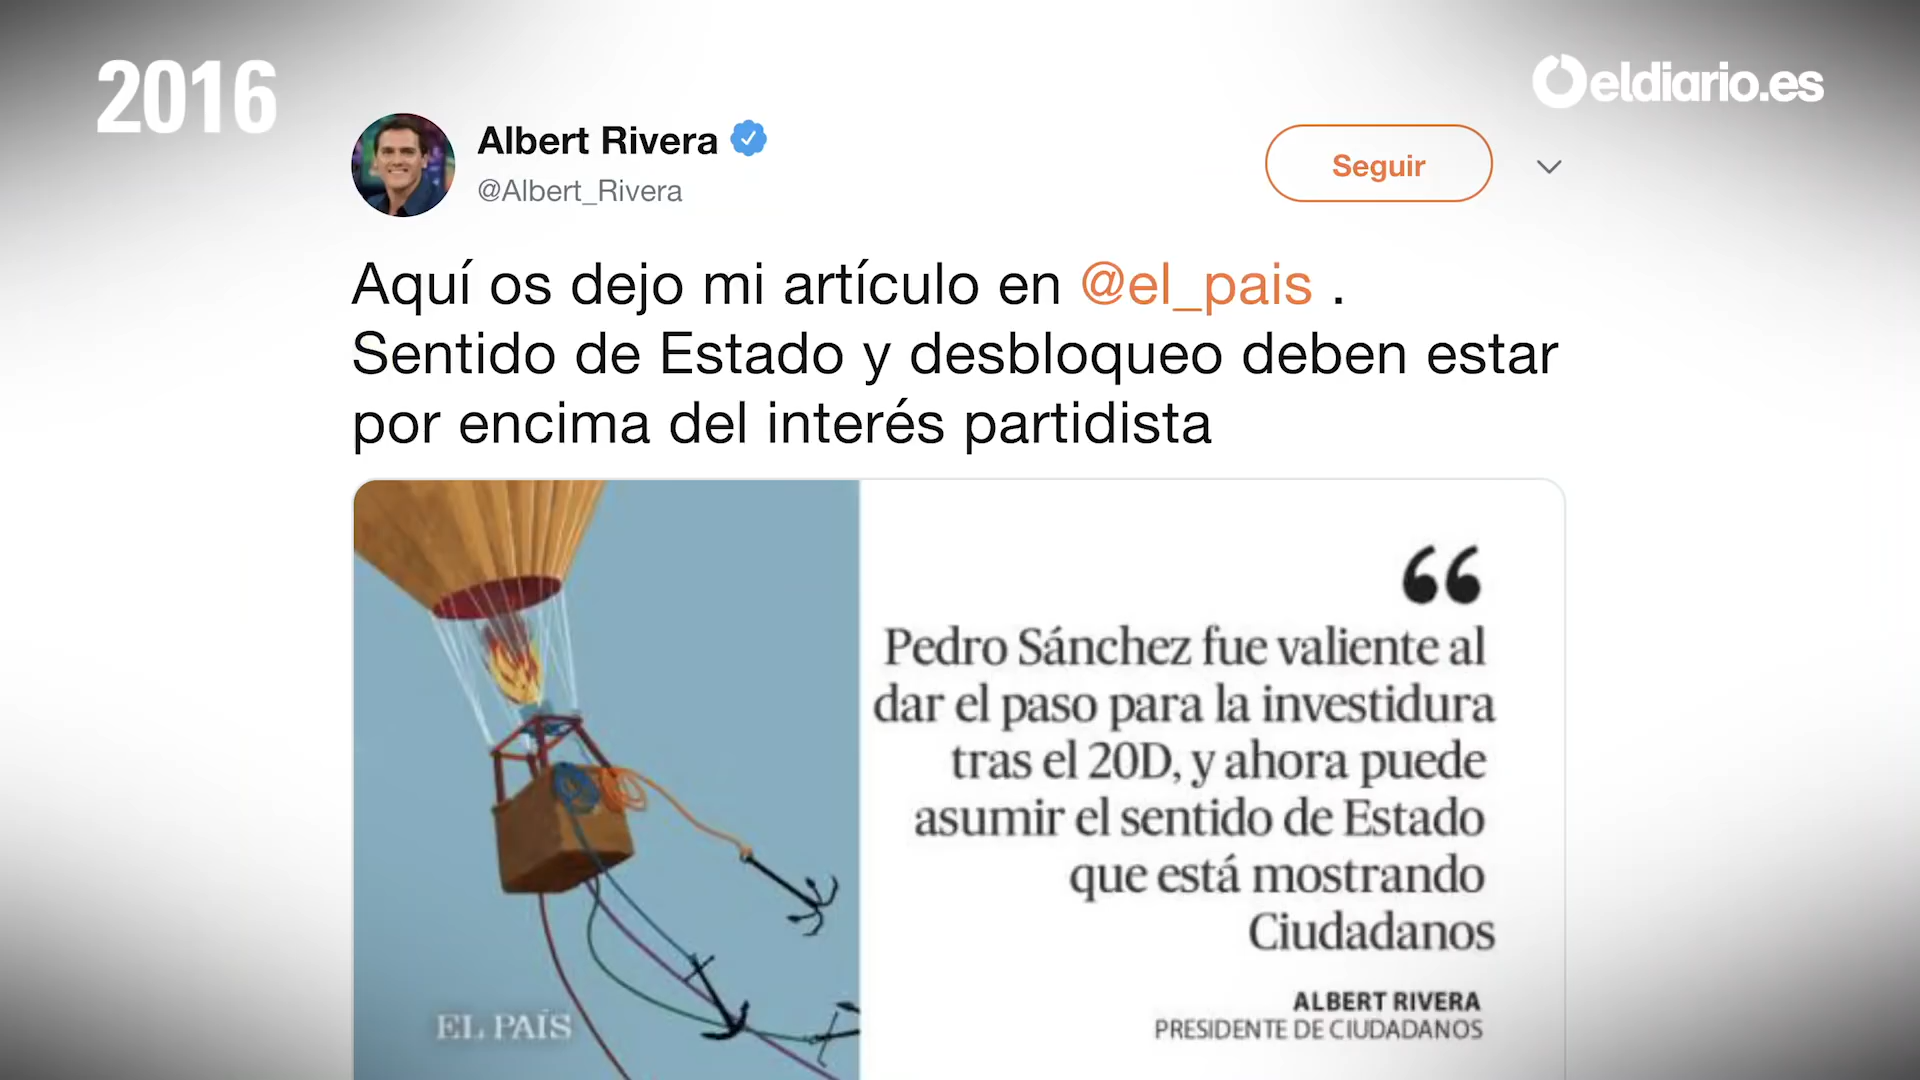 2016
eldiario.es
Albert Rivera
@Albert_Rivera
Seguir
Aquí os dejo mi artículo en @el_pais .
Sentido de Estado y desbloqueo deben estar
por encima del interés partidista
“
Pedro Sánchez fue valiente al
dar el paso para la investidura
tras el 20D, y ahora puede
asumir el sentido de Estado
que está mostrando
Ciudadanos
ALBERT RIVERA
PRESIDENTE DE CIUDADANOS
EL PAÍS